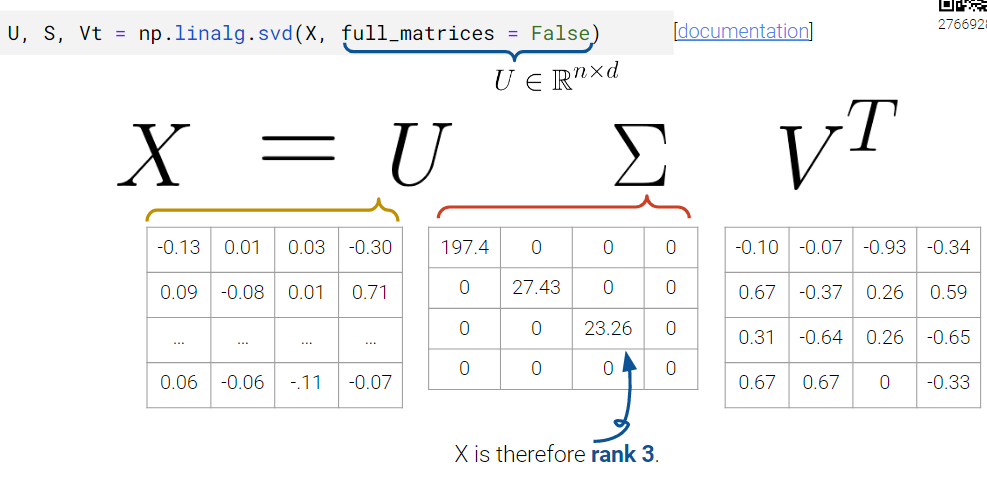 U, S, Vt = np.linalg.svd(X, full_matrices = False)
[documentation]
276692
U ∈ ℝⁿˣᵈ
X = U Σ Vᵀ
-0.13 0.01 0.03 -0.30
0.09 -0.08 0.01 0.71
... ... ... ...
0.06 -0.06 -.11 -0.07
197.4 0 0 0
0 27.43 0 0
0 0 23.26 0
0 0 0 0
-0.10 -0.07 -0.93 -0.34
0.67 -0.37 0.26 0.59
0.31 -0.64 0.26 -0.65
0.67 0.67 0 -0.33
X is therefore rank 3.